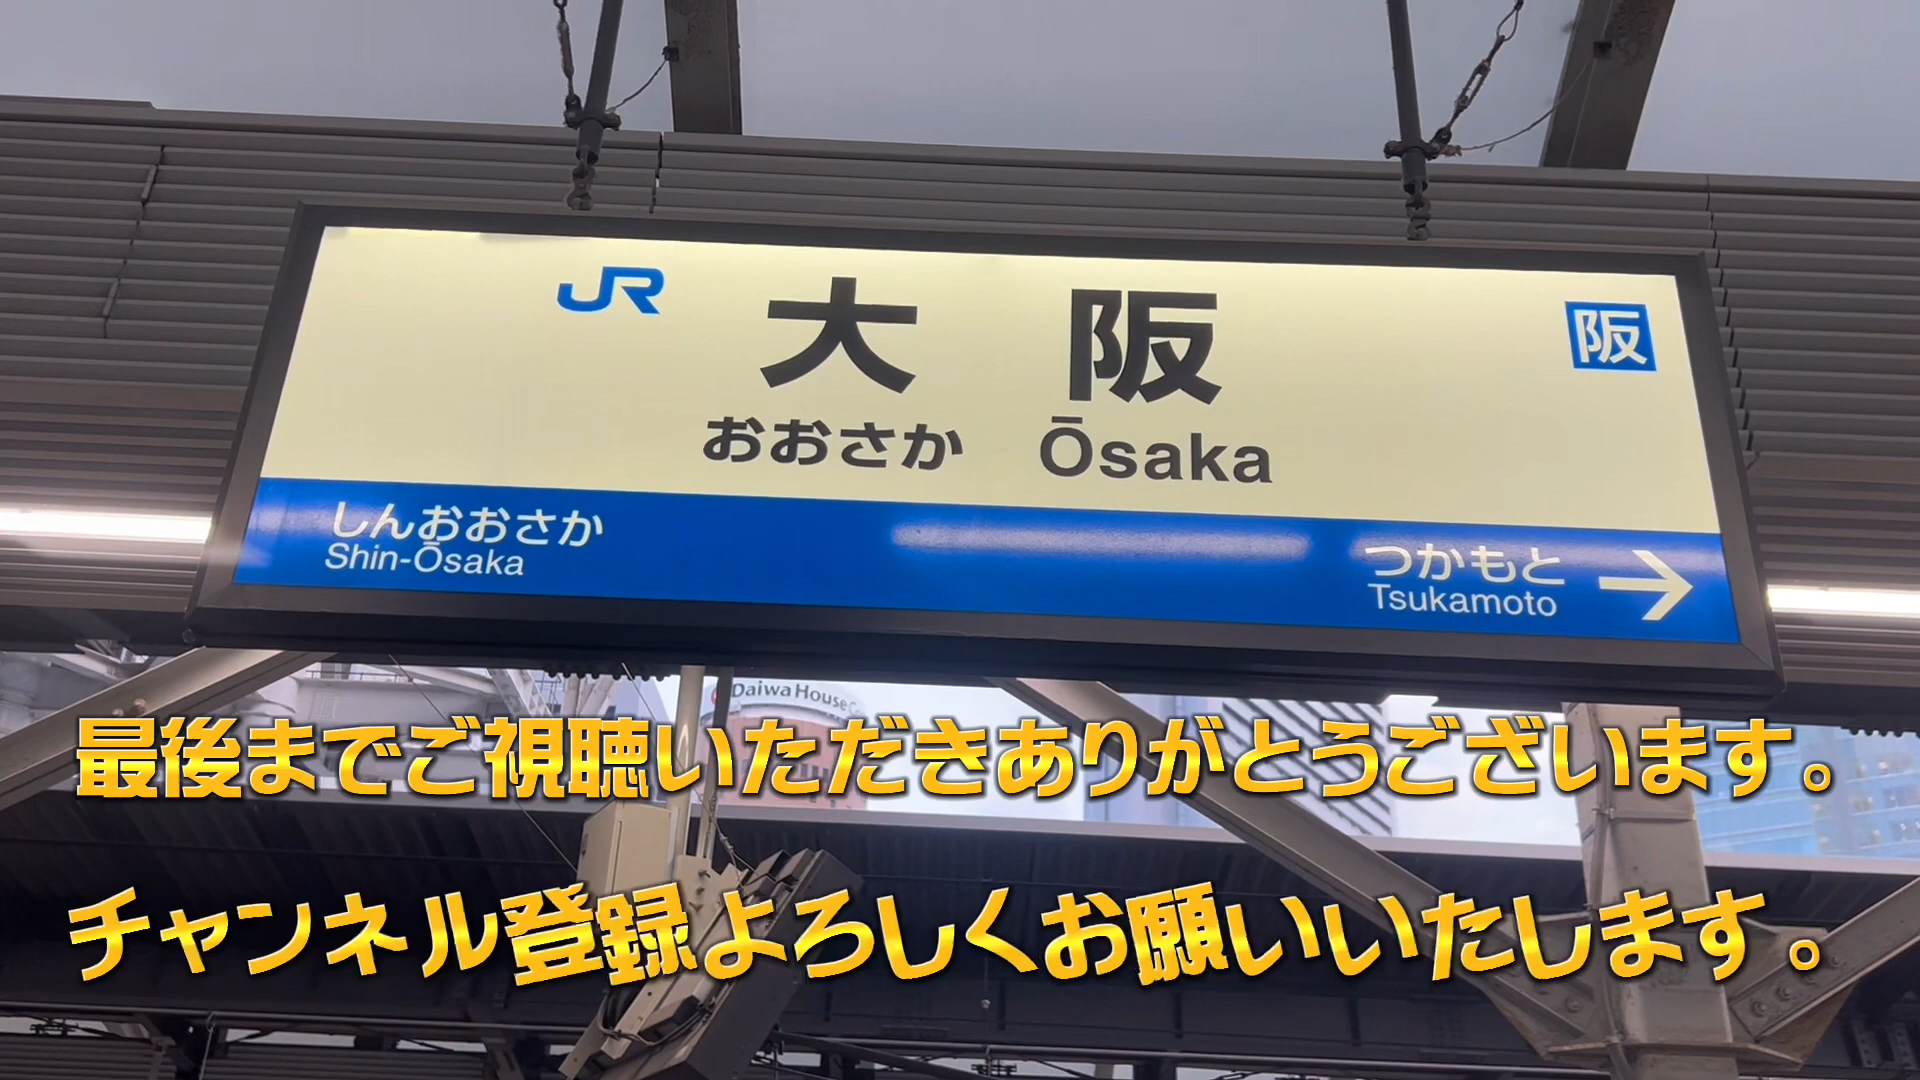 JR
大阪
阪
おおさか Ōsaka
しんおおさか
Shin-Ōsaka
つかもと →
Tsukamoto
Daiwa House
最後までご視聴いただきありがとうございます。
チャンネル登録よろしくお願いいたします。